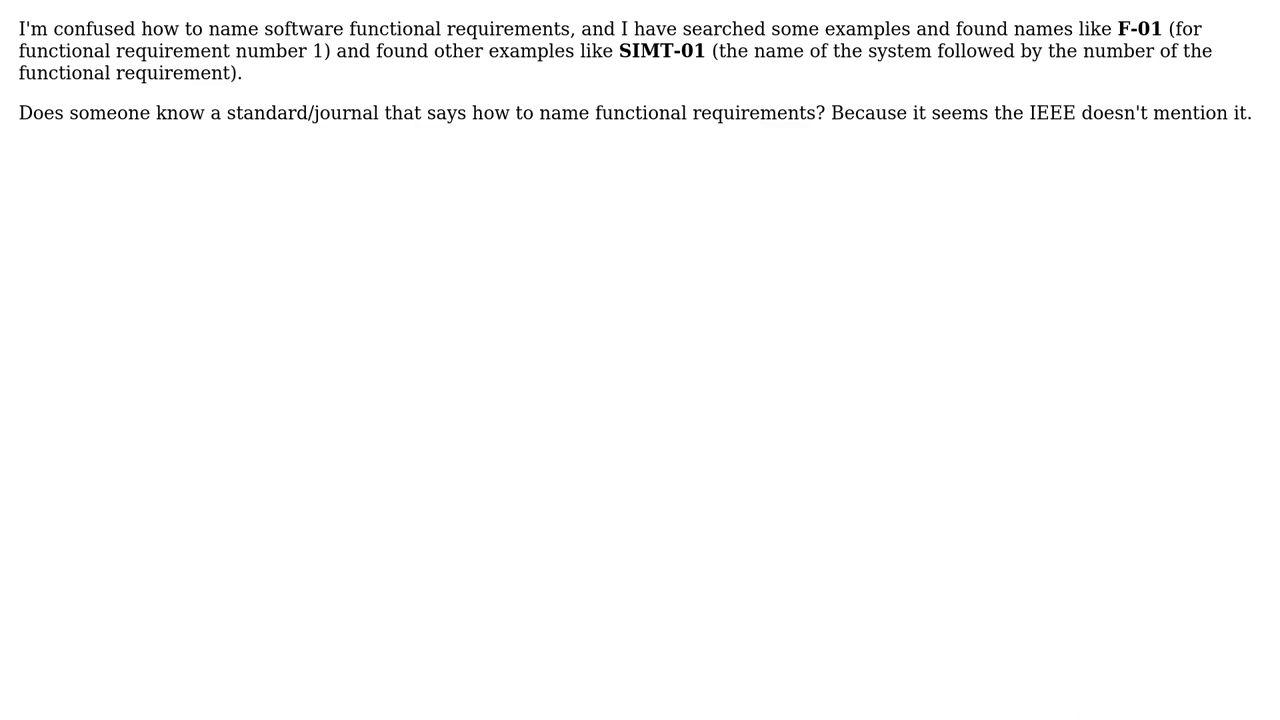 I'm confused how to name software functional requirements, and I have searched some examples and found names like F-01 (for
functional requirement number 1) and found other examples like SIMT-01 (the name of the system followed by the number of the
functional requirement).
Does someone know a standard/journal that says how to name functional requirements? Because it seems the IEEE doesn't mention it.